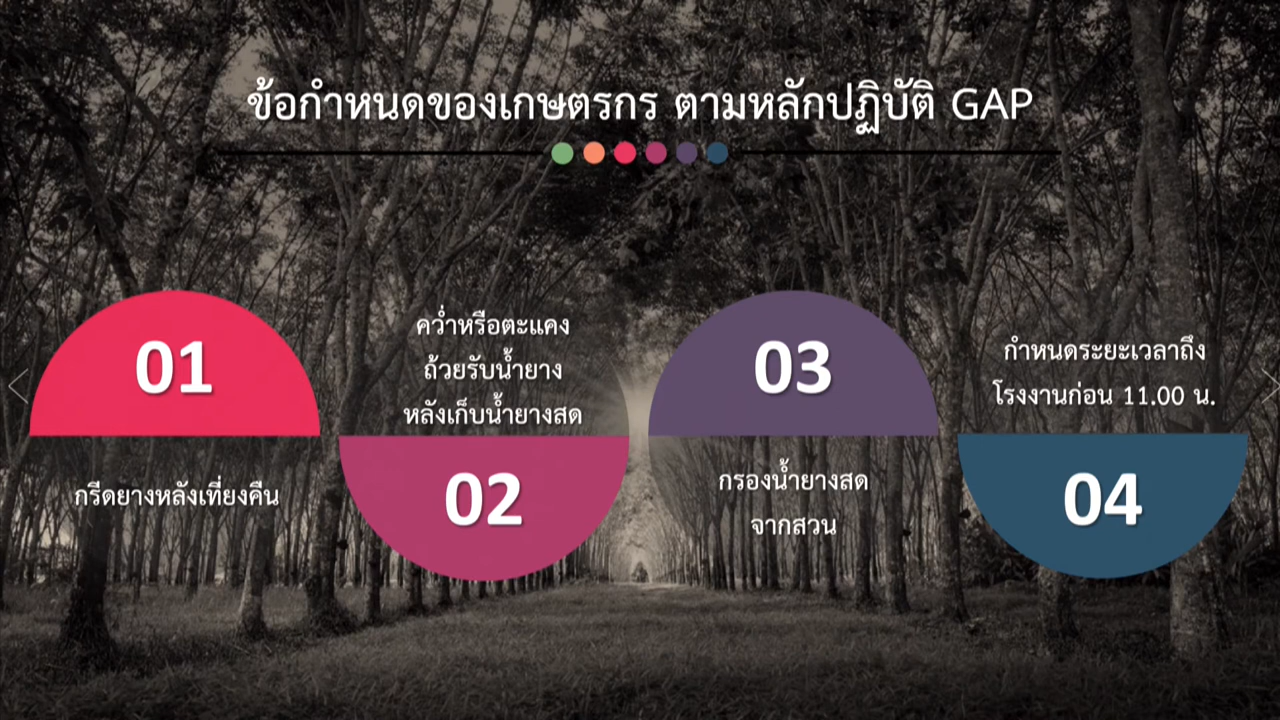 ข้อกำหนดของเกษตรกร ตามหลักปฏิบัติ GAP
01
กรีดยางหลังเที่ยงคืน
คว่ำหรือตะแคง
ถ้วยรับน้ำยาง
หลังเก็บน้ำยางสด
02
03
กรองน้ำยางสด
จากสวน
กำหนดระยะเวลาถึง
โรงงานก่อน 11.00 น.
04